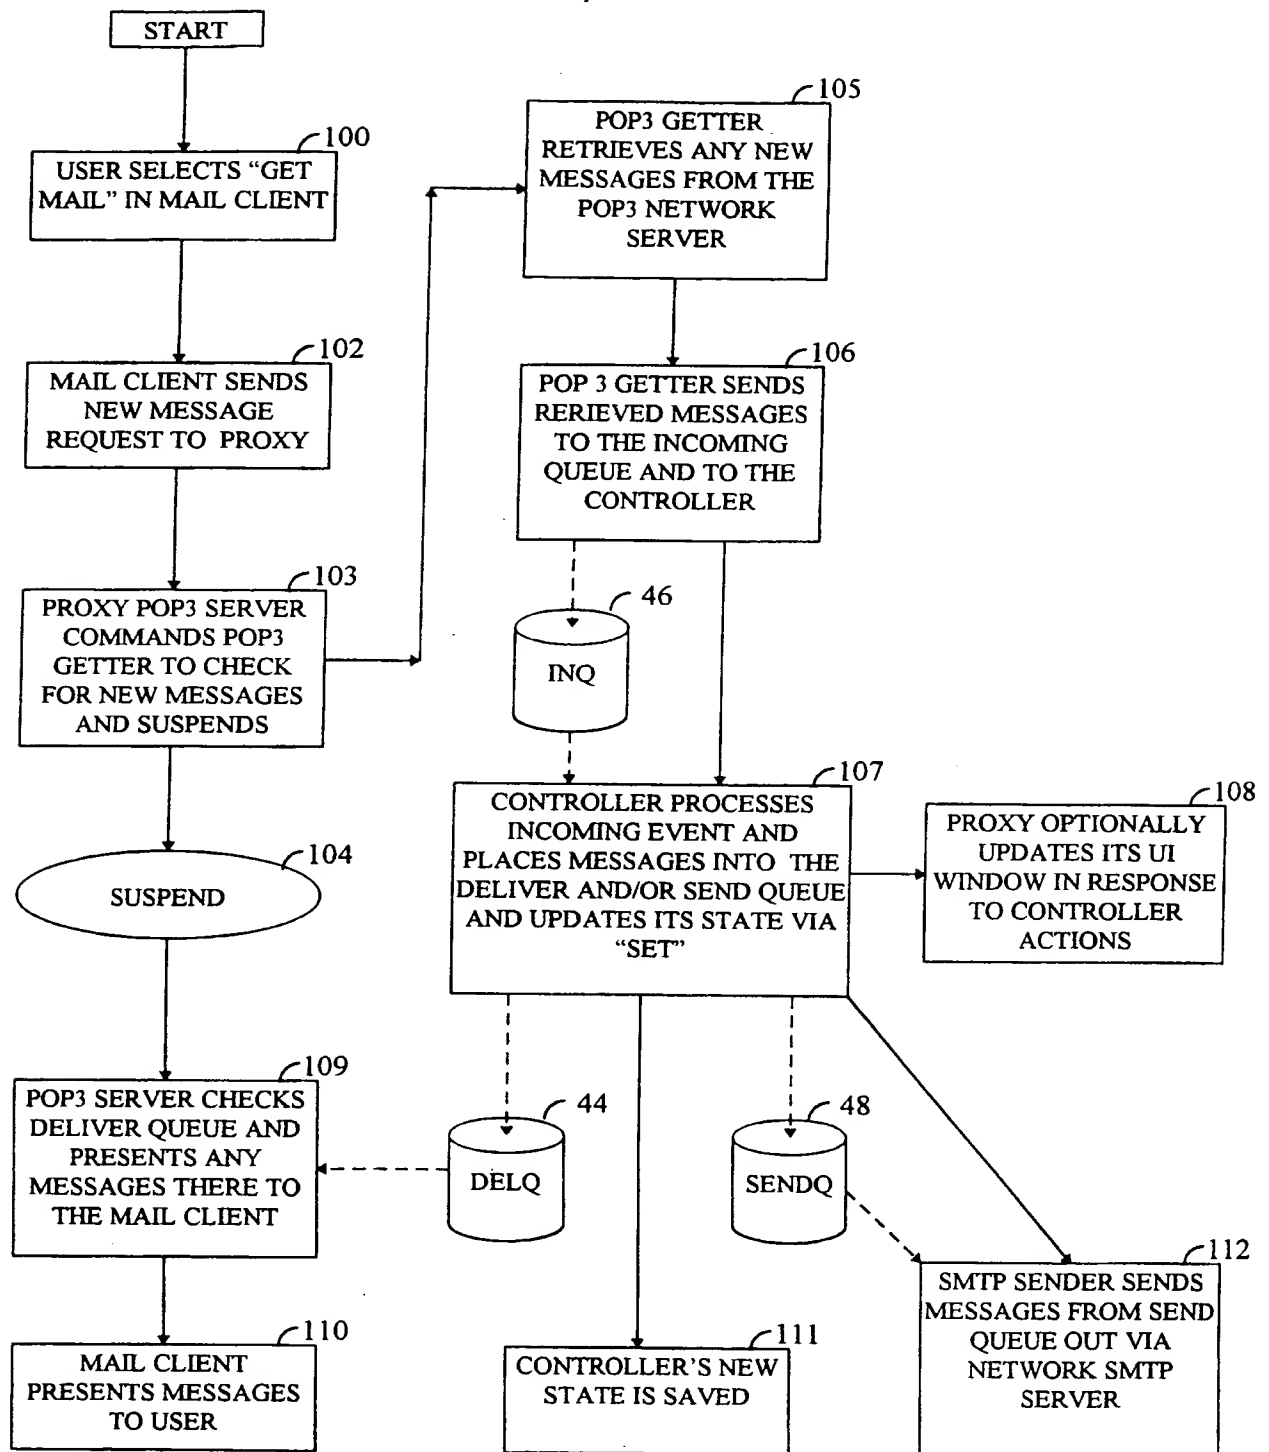 START
100
USER SELECTS “GET
MAIL” IN MAIL CLIENT
102
MAIL CLIENT SENDS
NEW MESSAGE
REQUEST TO PROXY
103
PROXY POP3 SERVER
COMMANDS POP3
GETTER TO CHECK
FOR NEW MESSAGES
AND SUSPENDS
104
SUSPEND
105
POP3 GETTER
RETRIEVES ANY NEW
MESSAGES FROM THE
POP3 NETWORK
SERVER
106
POP 3 GETTER SENDS
RERIEVED MESSAGES
TO THE INCOMING
QUEUE AND TO THE
CONTROLLER
46
INQ
107
CONTROLLER PROCESSES
INCOMING EVENT AND
PLACES MESSAGES INTO THE
DELIVER AND/OR SEND QUEUE
AND UPDATES ITS STATE VIA
“SET”
108
PROXY OPTIONALLY
UPDATES ITS UI
WINDOW IN RESPONSE
TO CONTROLLER
ACTIONS
109
POP3 SERVER CHECKS
DELIVER QUEUE AND
PRESENTS ANY
MESSAGES THERE TO
THE MAIL CLIENT
44
DELQ
48
SENDQ
110
MAIL CLIENT
PRESENTS MESSAGES
TO USER
111
CONTROLLER’S NEW
STATE IS SAVED
112
SMTP SENDER SENDS
MESSAGES FROM SEND
QUEUE OUT VIA
NETWORK SMTP
SERVER